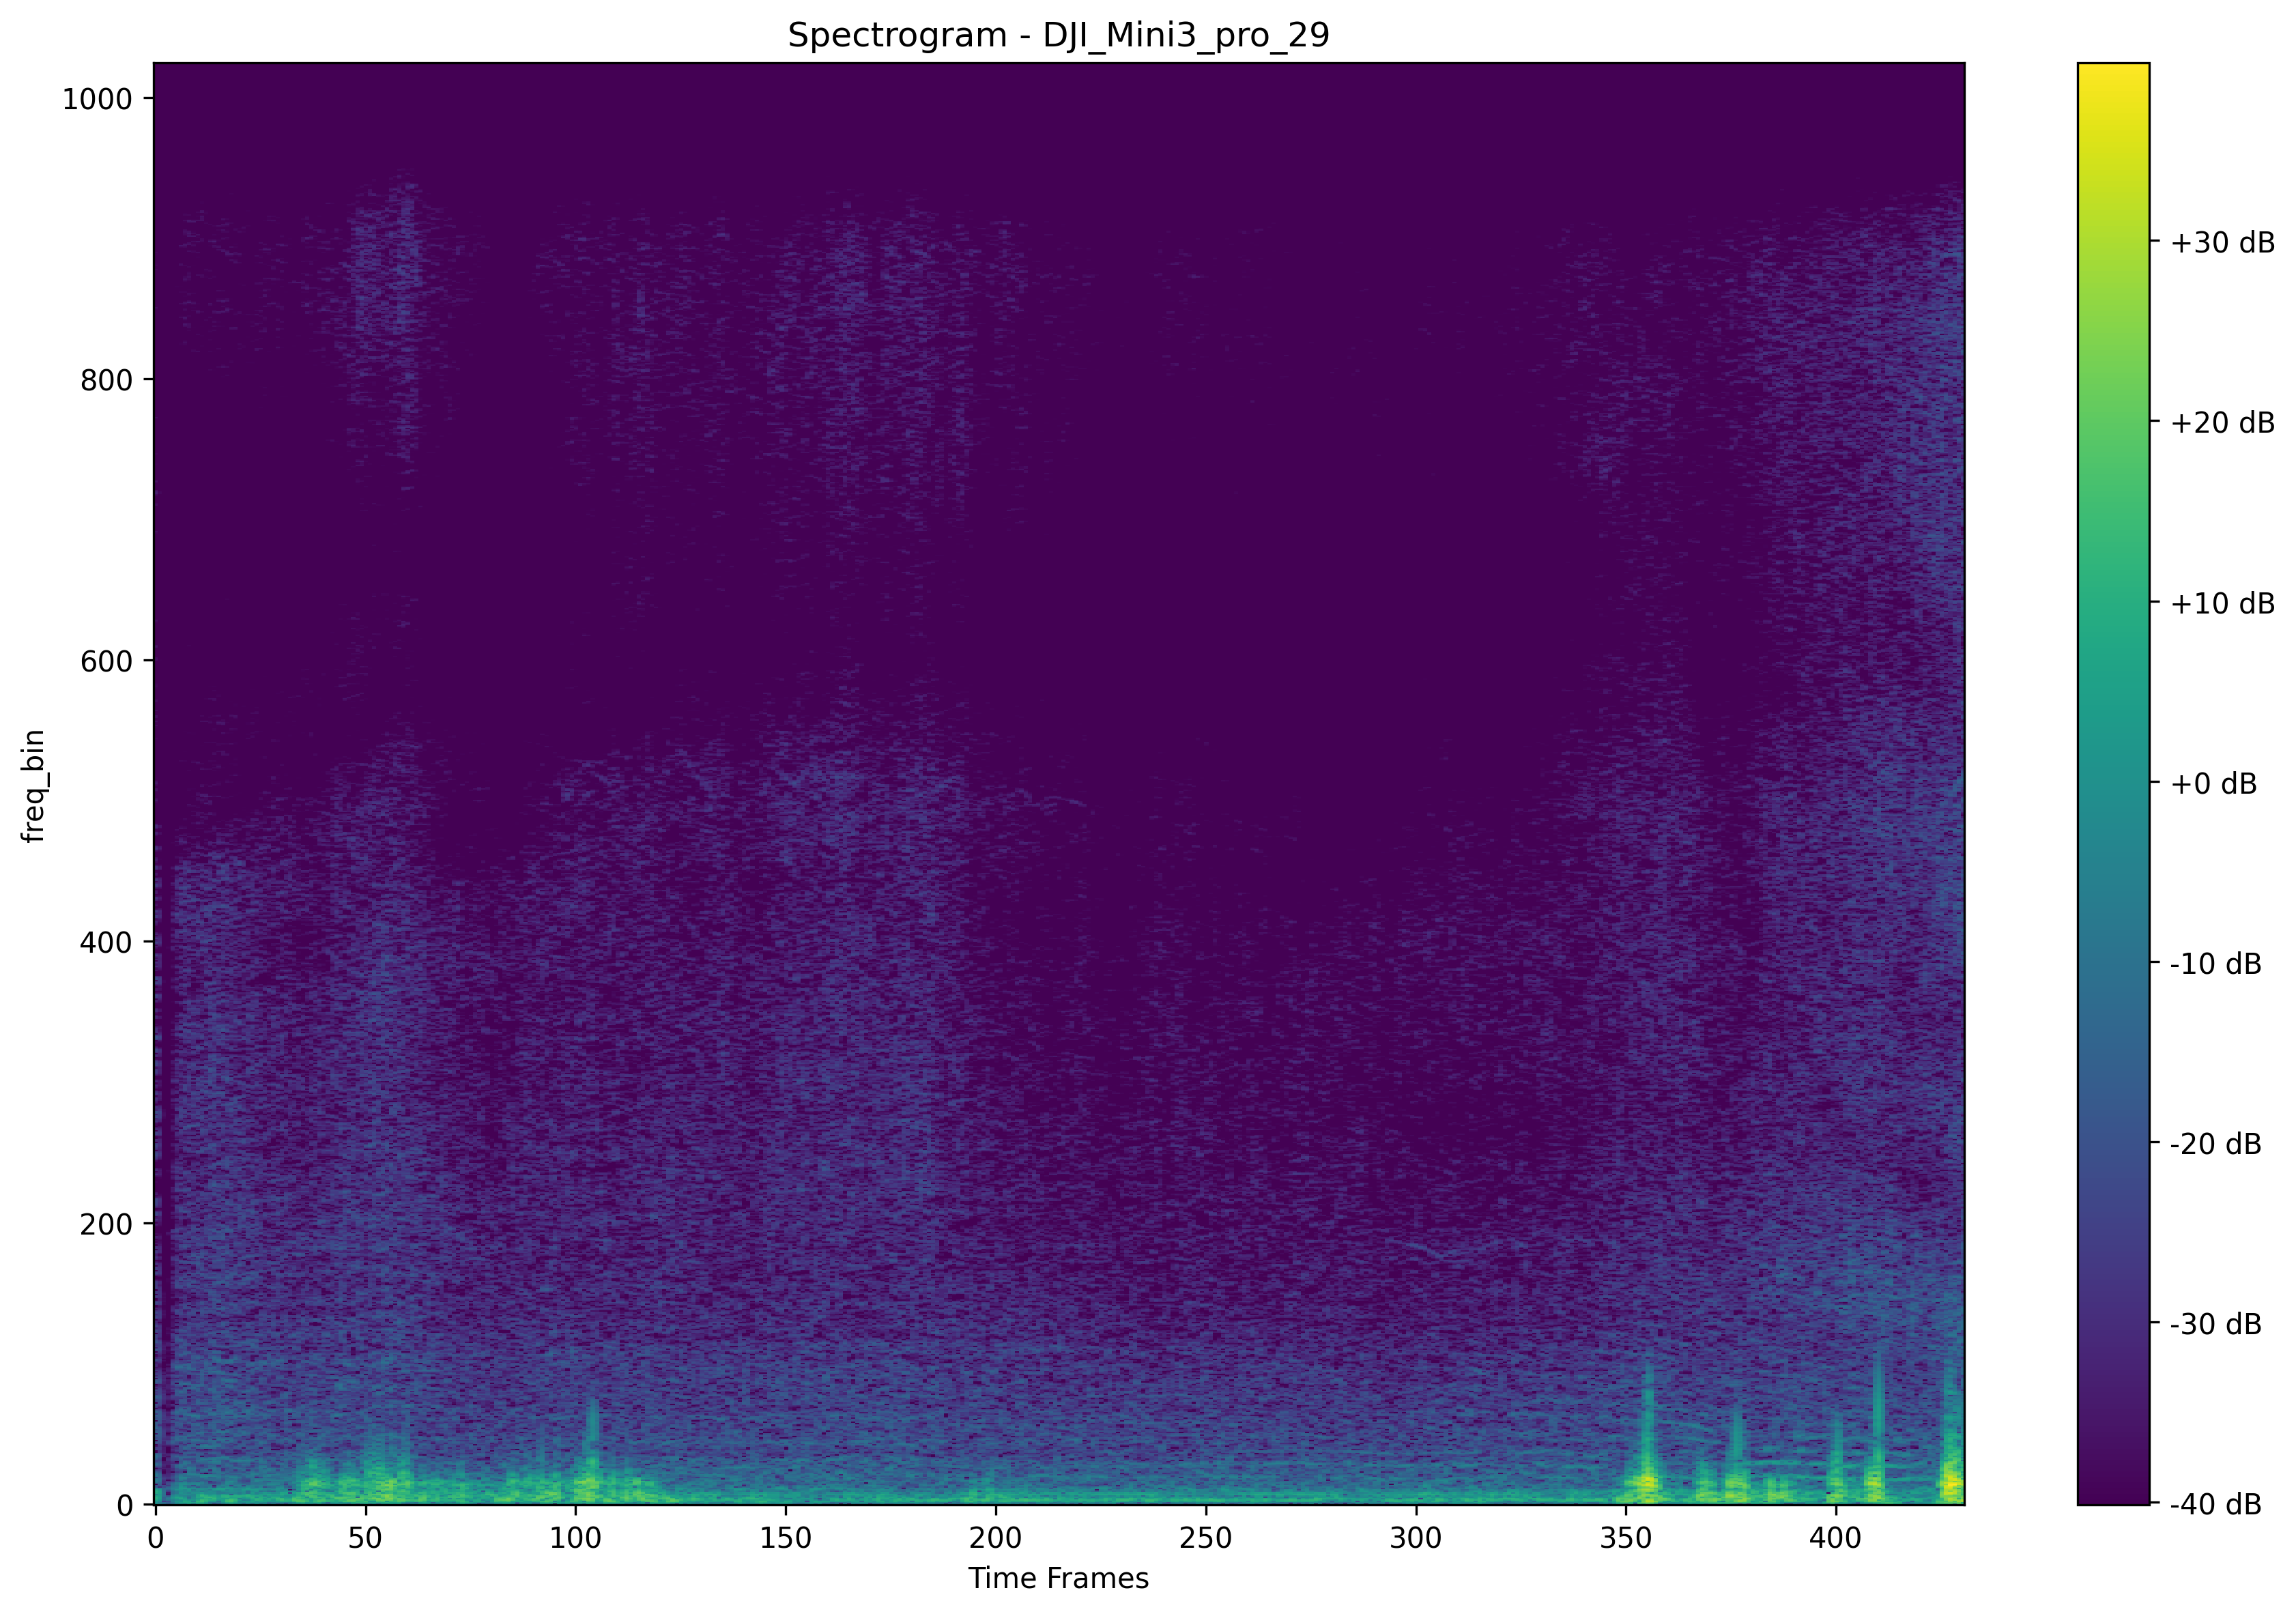 Spectrogram - DJI_Mini3_pro_29
freq_bin
1000
800
600
400
200
0
0 50 100 150 200 250 300 350 400
Time Frames
+30 dB
+20 dB
+10 dB
+0 dB
-10 dB
-20 dB
-30 dB
-40 dB